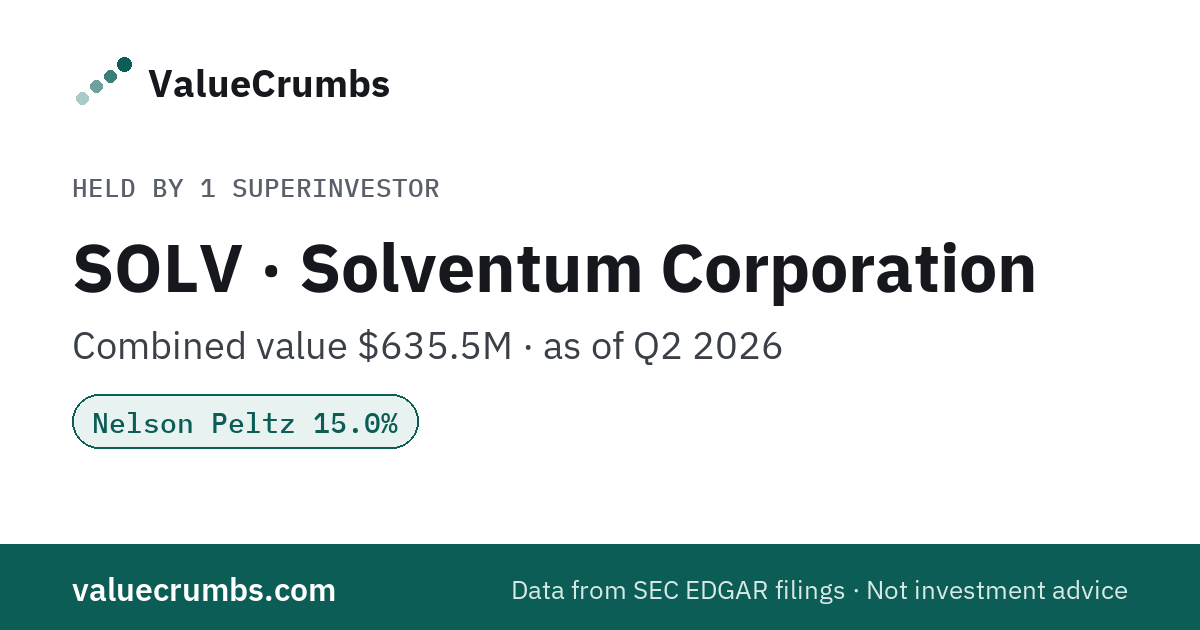 ValueCrumbs
HELD BY 1 SUPERINVESTOR
SOLV · Solventum Corporation
Combined value $635.5M · as of Q2 2026
Nelson Peltz 15.0%
valuecrumbs.com
Data from SEC EDGAR filings · Not investment advice